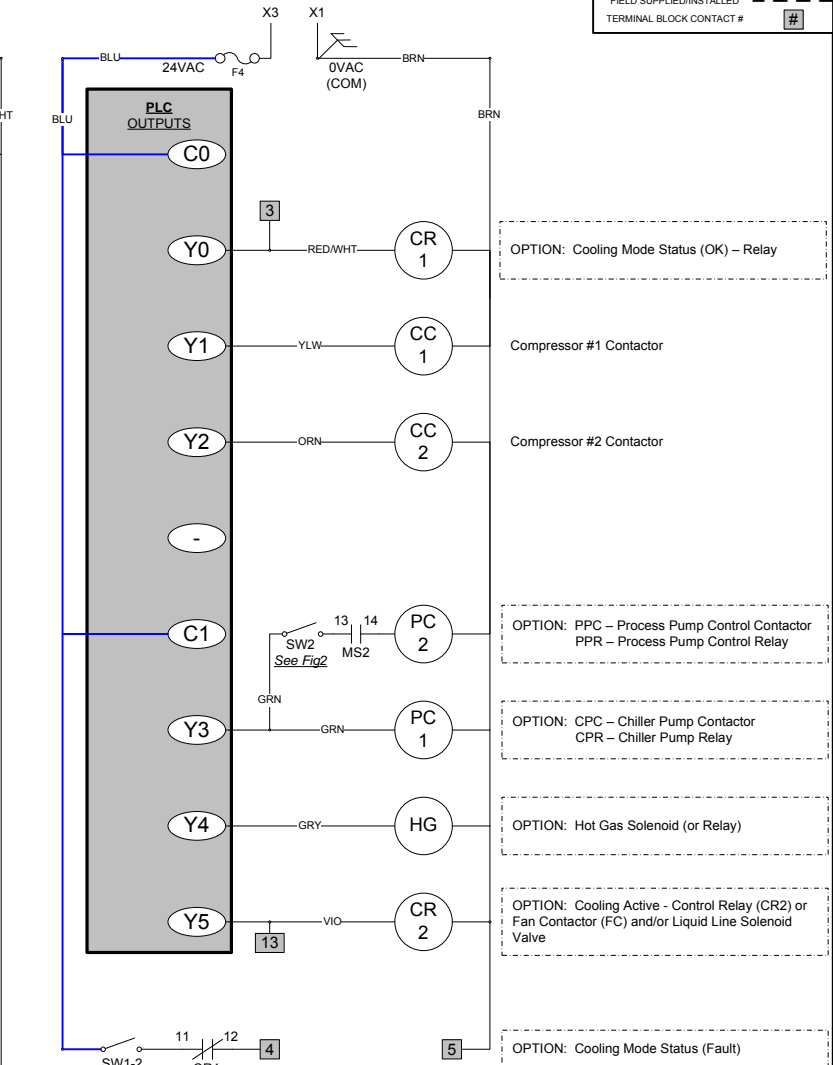 FIELD SUPPLIED/INSTALLED
TERMINAL BLOCK CONTACT # #
X3 X1
BLU 24VAC F4 0VAC (COM) BRN
HT
BLU
BRN
PLC
OUTPUTS
C0
3
Y0 RED/WHT CR 1 OPTION: Cooling Mode Status (OK) – Relay
Y1 YLW CC 1 Compressor #1 Contactor
Y2 ORN CC 2 Compressor #2 Contactor
-
C1 SW2 See Fig2 13 14 MS2 PC 2 OPTION: PPC – Process Pump Control Contactor
PPR – Process Pump Control Relay
GRN
Y3 GRN PC 1 OPTION: CPC – Chiller Pump Contactor
CPR – Chiller Pump Relay
Y4 GRY HG OPTION: Hot Gas Solenoid (or Relay)
Y5 VIO CR 2 OPTION: Cooling Active - Control Relay (CR2) or
Fan Contactor (FC) and/or Liquid Line Solenoid
Valve
13
SW1-2 11 12 4 5 OPTION: Cooling Mode Status (Fault)